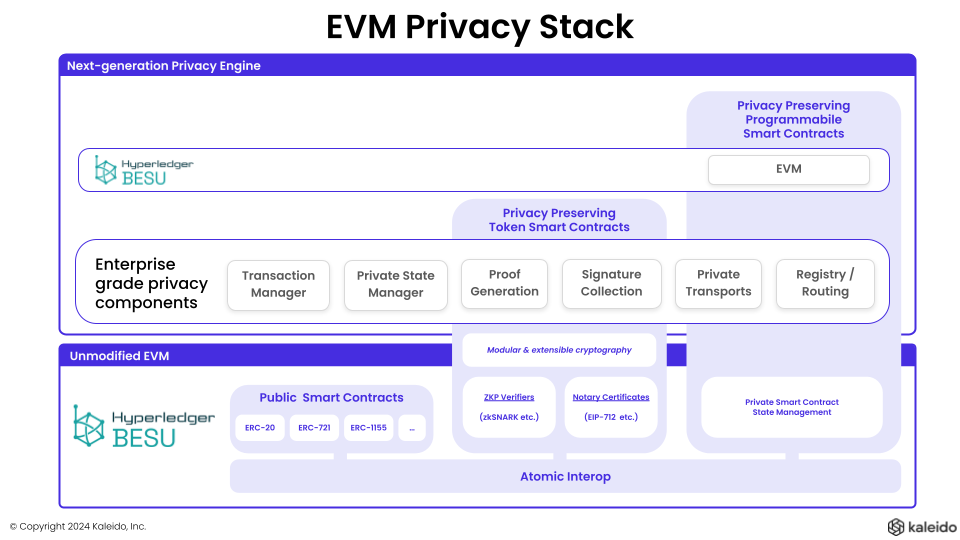 EVM Privacy Stack
Next-generation Privacy Engine
Privacy Preserving
Programmabile
Smart Contracts
Hyperledger
BESU
EVM
Privacy Preserving
Token Smart Contracts
Enterprise
grade privacy
components
Transaction
Manager
Private State
Manager
Proof
Generation
Signature
Collection
Private
Transports
Registry /
Routing
Modular & extensible cryptography
Unmodified EVM
Hyperledger
BESU
Public Smart Contracts
ERC-20
ERC-721
ERC-1155
...
ZKP Verifiers
(zkSNARK etc.)
Notary Certificates
(EIP-712 etc.)
Private Smart Contract
State Management
Atomic Interop
© Copyright 2024 Kaleido, Inc.
kaleido